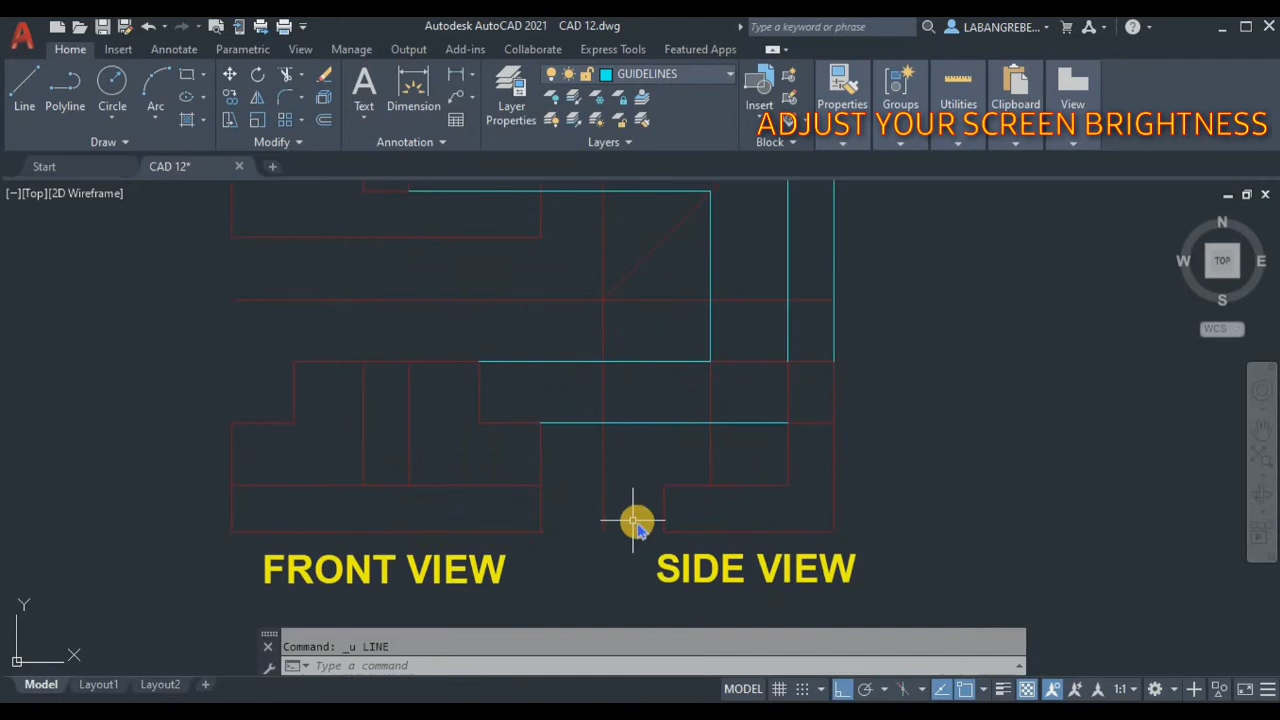 Autodesk AutoCAD 2021 CAD 12.dwg
Type a keyword or phrase
LABANGREBE...
Home Insert Annotate Parametric View Manage Output Add-ins Collaborate Express Tools Featured Apps
GUIDELINES
Line Polyline Circle Arc Text Dimension Layer Properties Insert Properties Groups Utilities Clipboard View
ADJUST YOUR SCREEN BRIGHTNESS
Draw Modify Annotation Layers Block
Start CAD 12*
[−][Top][2D Wireframe]
N
W TOP E
S
WCS
FRONT VIEW SIDE VIEW
Y
X
Command: _u LINE
Type a command
Model Layout1 Layout2 +
MODEL 1:1